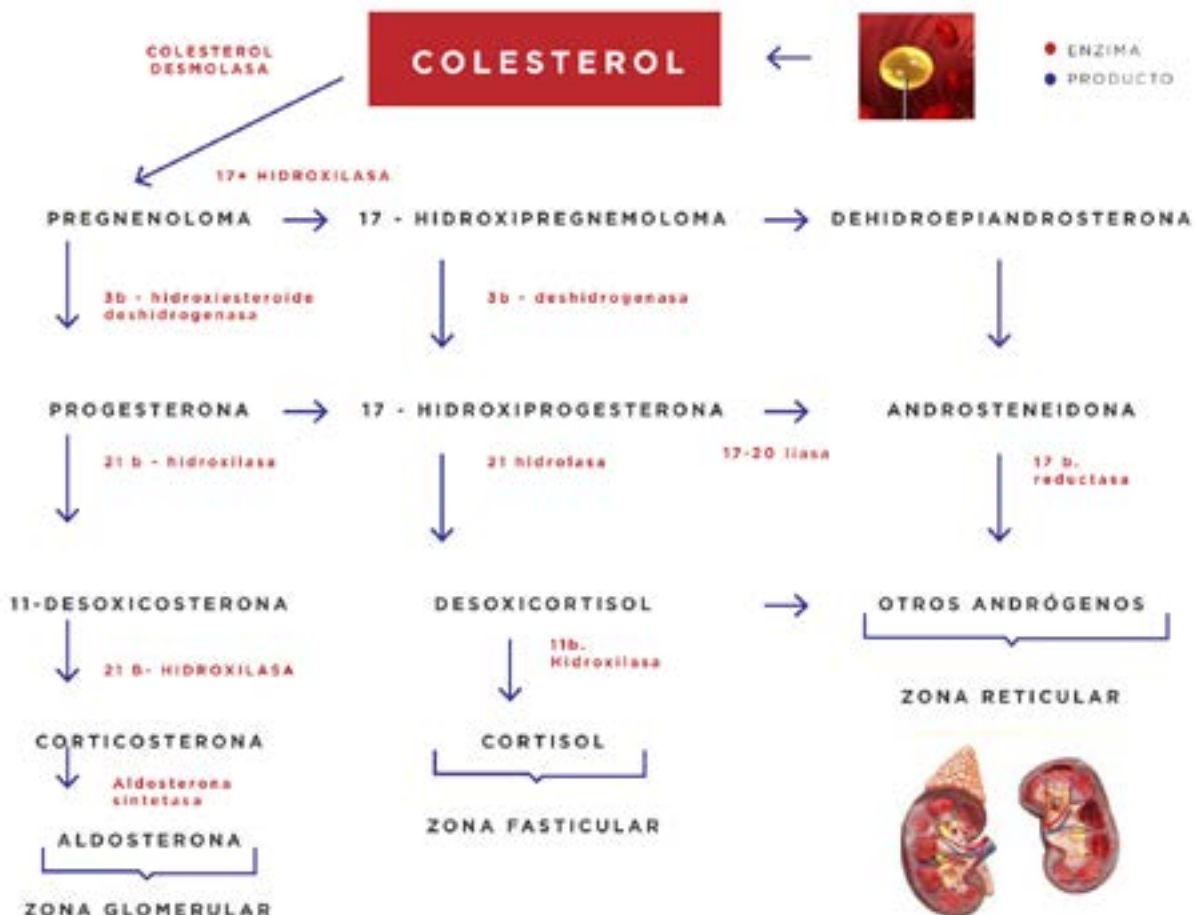 COLESTEROL
DESMOLASA
COLESTEROL
ENZIMA
PRODUCTO
17+ HIDROXILASA
PREGNENOLOMA
17 - HIDROXIPREGNEMOLOMA
DEHIDROEPIANDROSTERONA
3b - hidroxiesteroide
deshidrogenasa
3b - deshidrogenasa
PROGESTERONA
17 - HIDROXIPROGESTERONA
ANDROSTENEIDONA
21 b - hidroxilasa
21 hidrolasa
17-20 liasa
17 b.
reductasa
11-DESOXICOSTERONA
DESOXICORTISOL
OTROS ANDRÓGENOS
21 B- HIDROXILASA
11b.
Hidroxilasa
ZONA RETICULAR
CORTICOSTERONA
CORTISOL
Aldosterona
sintetasa
ZONA FASTICULAR
ALDOSTERONA
ZONA GLOMERULAR